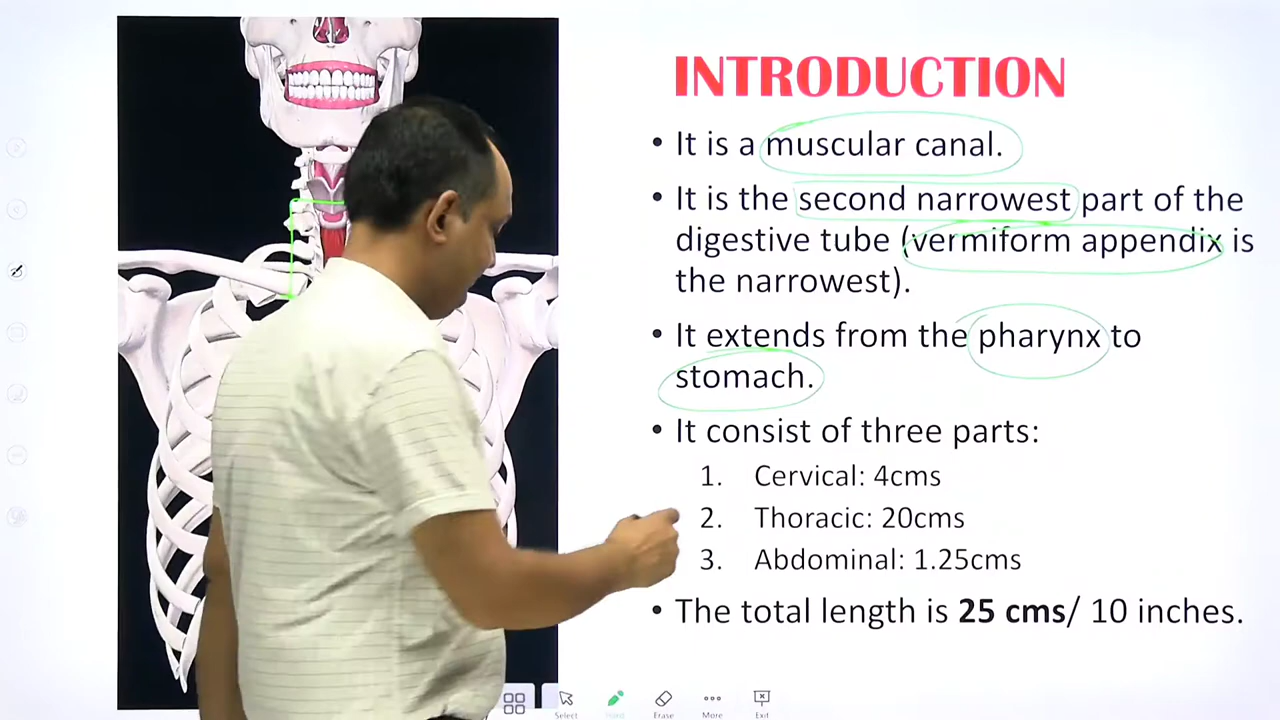 INTRODUCTION
• It is a muscular canal.
• It is the second narrowest part of the
digestive tube (vermiform appendix is
the narrowest).
• It extends from the pharynx to
stomach.
• It consist of three parts:
1. Cervical: 4cms
2. Thoracic: 20cms
3. Abdominal: 1.25cms
• The total length is 25 cms/ 10 inches.
Select
Erase
More
Exit